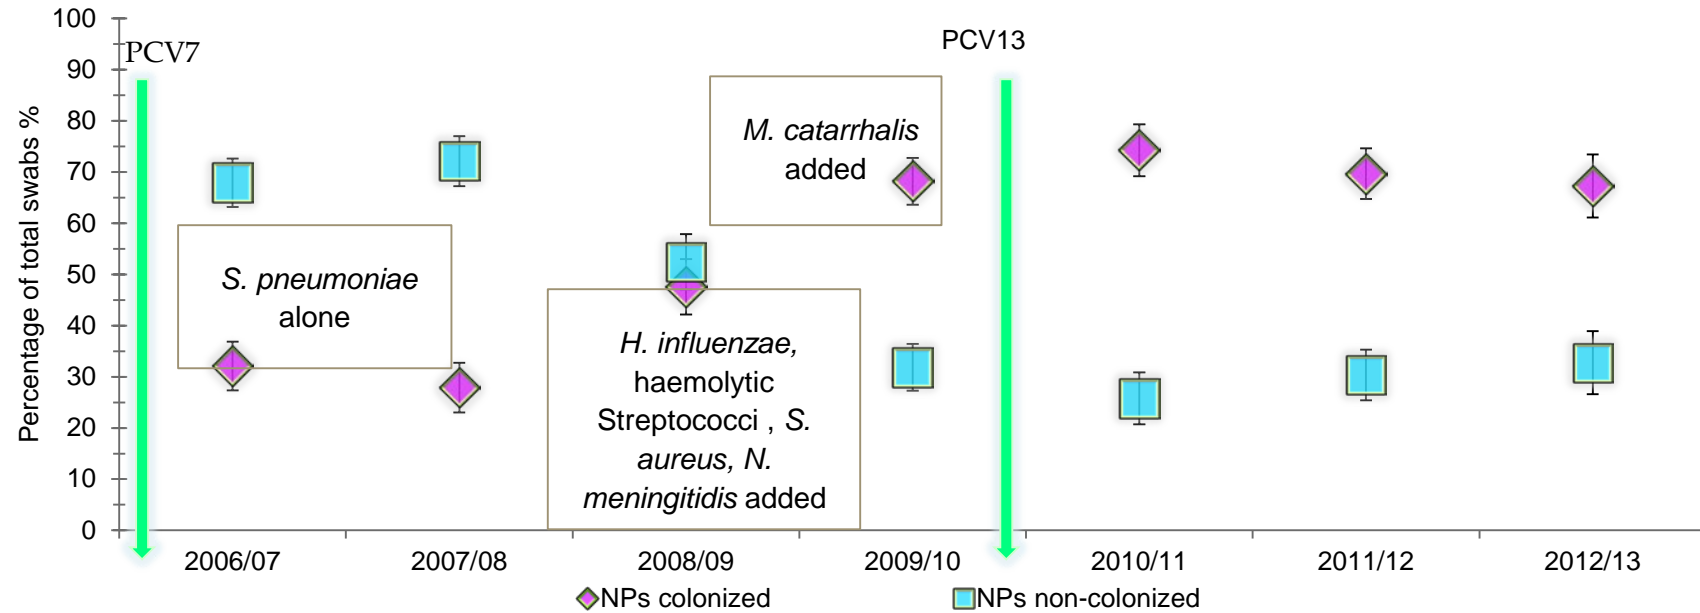 Percentage of total swabs %
100
90
80
70
60
50
40
30
20
10
0
PCV7
PCV13
M. catarrhalis
added
S. pneumoniae
alone
H. influenzae,
haemolytic
Streptococci , S.
aureus, N.
meningitidis added
2006/07
2007/08
2008/09
2009/10
2010/11
2011/12
2012/13
NPs colonized
NPs non-colonized